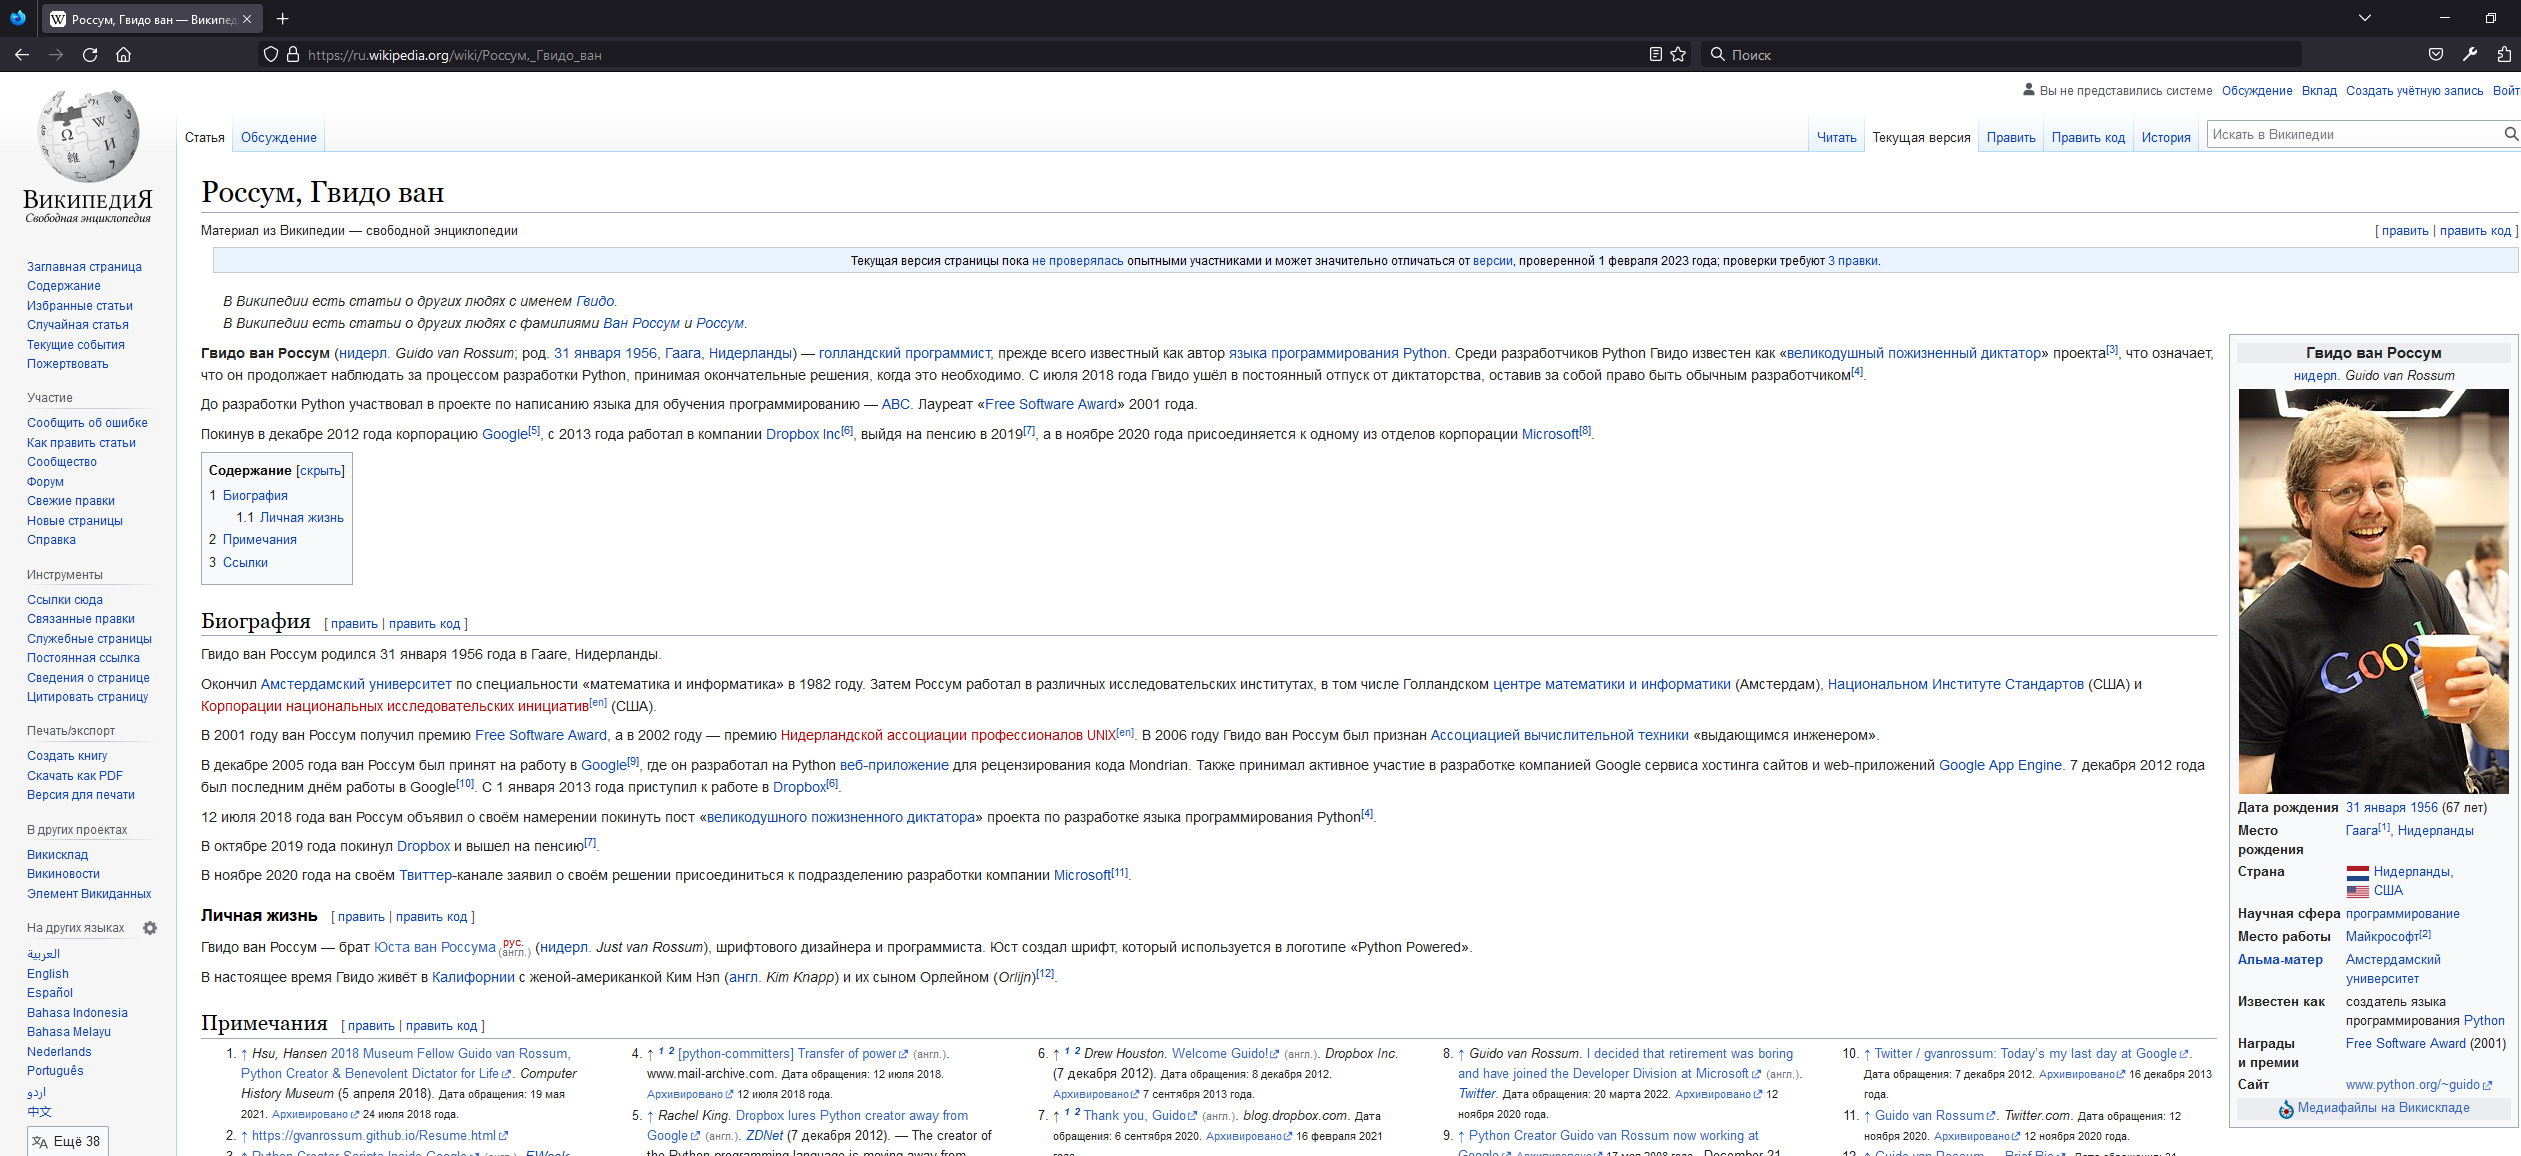 Россум, Гвидо ван — Википед
https://ru.wikipedia.org/wiki/Россум,_Гвидо_ван
Поиск
Вы не представились системе Обсуждение Вклад Создать учётную запись
ВикипедиЯ
Свободная энциклопедия
Статья Обсуждение
Читать Текущая версия Править Править код История Искать в Википедии
Россум, Гвидо ван
Материал из Википедии — свободной энциклопедии
[ править | править код ]
Текущая версия страницы пока не проверялась опытными участниками и может значительно отличаться от версии, проверенной 1 февраля 2023 года; проверки требуют 3 правки.
Заглавная страница
Содержание
Избранные статьи
Случайная статья
Текущие события
Пожертвовать
Участие
Сообщить об ошибке
Как править статьи
Сообщество
Форум
Свежие правки
Новые страницы
Справка
Инструменты
Ссылки сюда
Связанные правки
Служебные страницы
Постоянная ссылка
Сведения о странице
Цитировать страницу
Печать/экспорт
Создать книгу
Скачать как PDF
Версия для печати
В других проектах
Викисклад
Викиновости
Элемент Викиданных
На других языках
العربية
English
Español
Bahasa Indonesia
Bahasa Melayu
Nederlands
Português
اردو
中文
Ещё 38
В Википедии есть статьи о других людях с именем Гвидо.
В Википедии есть статьи о других людях с фамилиями Ван Россум и Россум.
Гвидо ван Россум (нидерл. Guido van Rossum; род. 31 января 1956, Гаага, Нидерланды) — голландский программист, прежде всего известный как автор языка программирования Python. Среди разработчиков Python Гвидо известен как «великодушный пожизненный диктатор» проекта[3], что означает,
что он продолжает наблюдать за процессом разработки Python, принимая окончательные решения, когда это необходимо. С июля 2018 года Гвидо ушёл в постоянный отпуск от диктаторства, оставив за собой право быть обычным разработчиком[4].
До разработки Python участвовал в проекте по написанию языка для обучения программированию — ABC. Лауреат «Free Software Award» 2001 года.
Покинув в декабре 2012 года корпорацию Google[5], с 2013 года работал в компании Dropbox Inc[6], выйдя на пенсию в 2019[7], а в ноябре 2020 года присоединяется к одному из отделов корпорации Microsoft[8].
Содержание [скрыть]
1 Биография
1.1 Личная жизнь
2 Примечания
3 Ссылки
Биография [ править | править код ]
Гвидо ван Россум родился 31 января 1956 года в Гааге, Нидерланды.
Окончил Амстердамский университет по специальности «математика и информатика» в 1982 году. Затем Россум работал в различных исследовательских институтах, в том числе Голландском центре математики и информатики (Амстердам), Национальном Институте Стандартов (США) и
Корпорации национальных исследовательских инициатив[en] (США).
В 2001 году ван Россум получил премию Free Software Award, а в 2002 году — премию Нидерландской ассоциации профессионалов UNIX[en]. В 2006 году Гвидо ван Россум был признан Ассоциацией вычислительной техники «выдающимся инженером».
В декабре 2005 года ван Россум был принят на работу в Google[9], где он разработал на Python веб-приложение для рецензирования кода Mondrian. Также принимал активное участие в разработке компанией Google сервиса хостинга сайтов и web-приложений Google App Engine. 7 декабря 2012 года
был последним днём работы в Google[10]. С 1 января 2013 года приступил к работе в Dropbox[6].
12 июля 2018 года ван Россум объявил о своём намерении покинуть пост «великодушного пожизненного диктатора» проекта по разработке языка программирования Python[4].
В октябре 2019 года покинул Dropbox и вышел на пенсию[7].
В ноябре 2020 года на своём Твиттер-канале заявил о своём решении присоединиться к подразделению разработки компании Microsoft[11].
Личная жизнь [ править | править код ]
Гвидо ван Россум — брат Юста ван Россума рус. (англ.) (нидерл. Just van Rossum), шрифтового дизайнера и программиста. Юст создал шрифт, который используется в логотипе «Python Powered».
В настоящее время Гвидо живёт в Калифорнии с женой-американкой Ким Нэп (англ. Kim Knapp) и их сыном Орлейном (Orlijn)[12].
Примечания [ править | править код ]
1. ↑ Hsu, Hansen 2018 Museum Fellow Guido van Rossum,
Python Creator & Benevolent Dictator for Life. Computer
History Museum (5 апреля 2018). Дата обращения: 19 мая
2021. Архивировано 24 июля 2018 года.
2. ↑ https://gvanrossum.github.io/Resume.html
4. ↑ 1 2 [python-committers] Transfer of power (англ.).
www.mail-archive.com. Дата обращения: 12 июля 2018.
Архивировано 12 июля 2018 года.
5. ↑ Rachel King. Dropbox lures Python creator away from
Google (англ.). ZDNet (7 декабря 2012). — The creator of
the Python programming language is moving away from
6. ↑ 1 2 Drew Houston. Welcome Guido! (англ.). Dropbox Inc.
(7 декабря 2012). Дата обращения: 8 декабря 2012.
Архивировано 7 сентября 2013 года.
7. ↑ 1 2 Thank you, Guido (англ.). blog.dropbox.com. Дата
обращения: 6 сентября 2020. Архивировано 16 февраля 2021
8. ↑ Guido van Rossum. I decided that retirement was boring
and have joined the Developer Division at Microsoft (англ.).
Twitter. Дата обращения: 20 марта 2022. Архивировано 12
ноября 2020 года.
9. ↑ Python Creator Guido van Rossum now working at
10. ↑ Twitter / gvanrossum: Today's my last day at Google.
Дата обращения: 7 декабря 2012. Архивировано 16 декабря 2013
года.
11. ↑ Guido van Rossum. Twitter.com. Дата обращения: 12
ноября 2020. Архивировано 12 ноября 2020 года.
Гвидо ван Россум
нидерл. Guido van Rossum
Goog
Дата рождения 31 января 1956 (67 лет)
Место рождения Гаага[1], Нидерланды
Страна Нидерланды,
США
Научная сфера программирование
Место работы Майкрософт[2]
Альма-матер Амстердамский
университет
Известен как создатель языка
программирования Python
Награды и премии Free Software Award (2001)
Сайт www.python.org/~guido
Медиафайлы на Викискладе